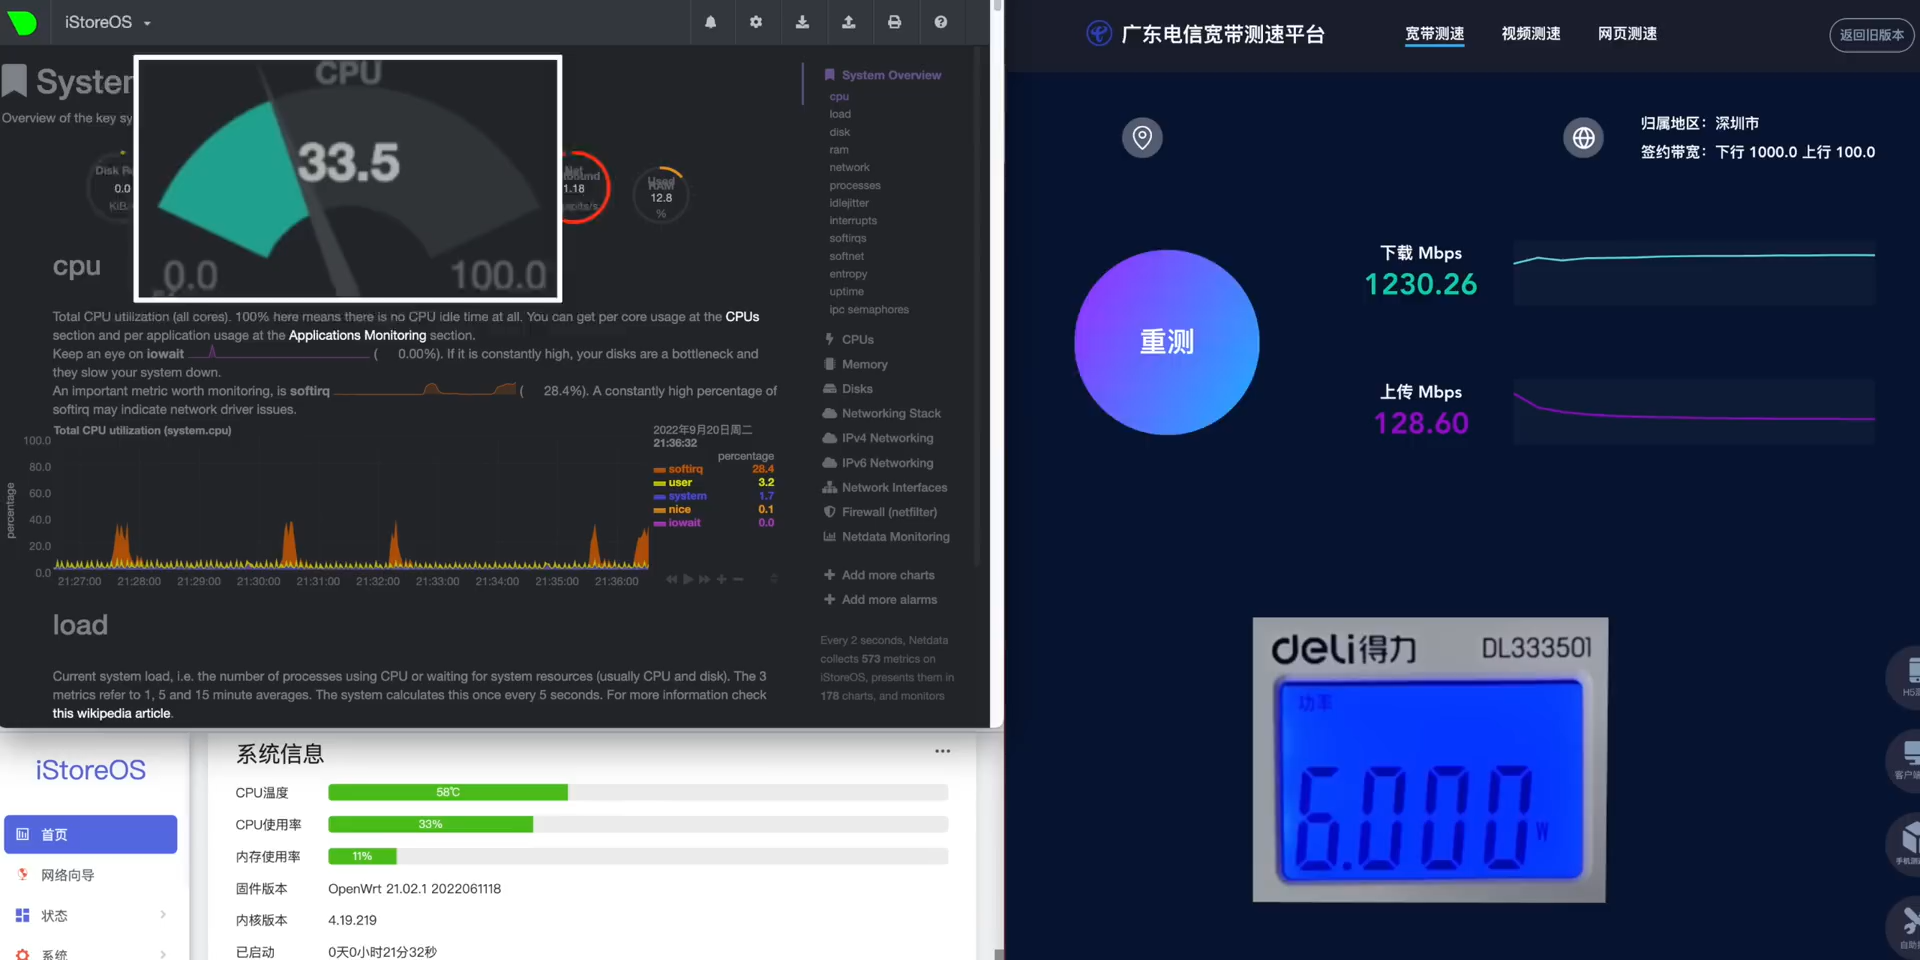 iStoreOS
System
Overview of the key sy
CPU
33.5
0.0
100.0
0.0
1.18
12.8
%
cpu
Total CPU utilization (all cores). 100% here means there is no CPU idle time at all. You can get per core usage at the CPUs
section and per application usage at the Applications Monitoring section.
Keep an eye on iowait ( 0.00%). If it is constantly high, your disks are a bottleneck and
they slow your system down.
An important metric worth monitoring, is softirq ( 28.4%). A constantly high percentage of
softirq may indicate network driver issues.
Total CPU utilization (system.cpu)
2022年9月20日周二
21:36:32
percentage
softirq 28.4
user 3.2
system 1.7
nice 0.1
iowait 0.0
percentage
100.0
80.0
60.0
40.0
20.0
0.0
21:27:00 21:28:00 21:29:00 21:30:00 21:31:00 21:32:00 21:33:00 21:34:00 21:35:00 21:36:00
load
Current system load, i.e. the number of processes using CPU or waiting for system resources (usually CPU and disk). The 3
metrics refer to 1, 5 and 15 minute averages. The system calculates this once every 5 seconds. For more information check
this wikipedia article.
System Overview
cpu
load
disk
ram
network
processes
idlejitter
interrupts
softirqs
softnet
entropy
uptime
ipc semaphores
CPUs
Memory
Disks
Networking Stack
IPv4 Networking
IPv6 Networking
Network Interfaces
Firewall (netfilter)
Netdata Monitoring
Add more charts
Add more alarms
Every 2 seconds, Netdata
collects 573 metrics on
iStoreOS, presents them in
178 charts, and monitors
iStoreOS
首页
网络向导
状态
系统
系统信息
CPU温度 58℃
CPU使用率 33%
内存使用率 11%
固件版本 OpenWrt 21.02.1 2022061118
内核版本 4.19.219
已启动 0天0小时21分32秒
广东电信宽带测速平台
宽带测速 视频测速 网页测速
返回旧版本
归属地区：深圳市
签约带宽：下行 1000.0 上行 100.0
重测
下载 Mbps
1230.26
上传 Mbps
128.60
deli得力 DL333501
功率
6.000 W
客户端